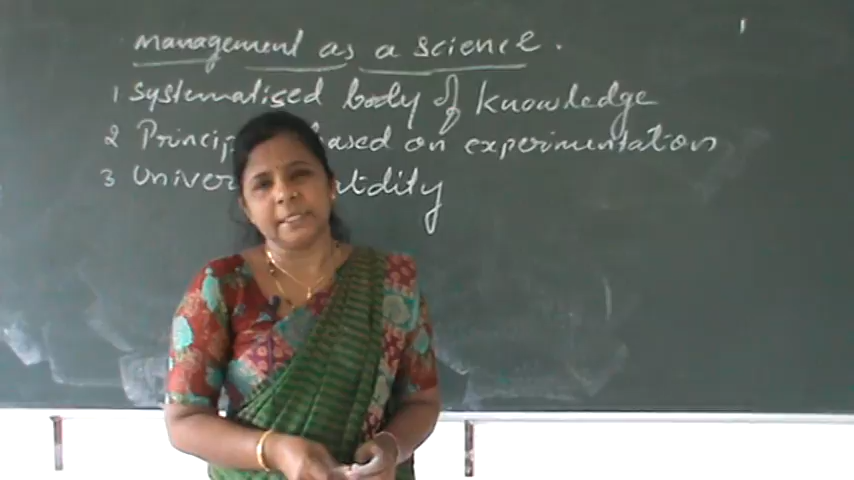 management as a science.
1 Systematised body of knowledge
2 Princip based on experimentation
3 Univer